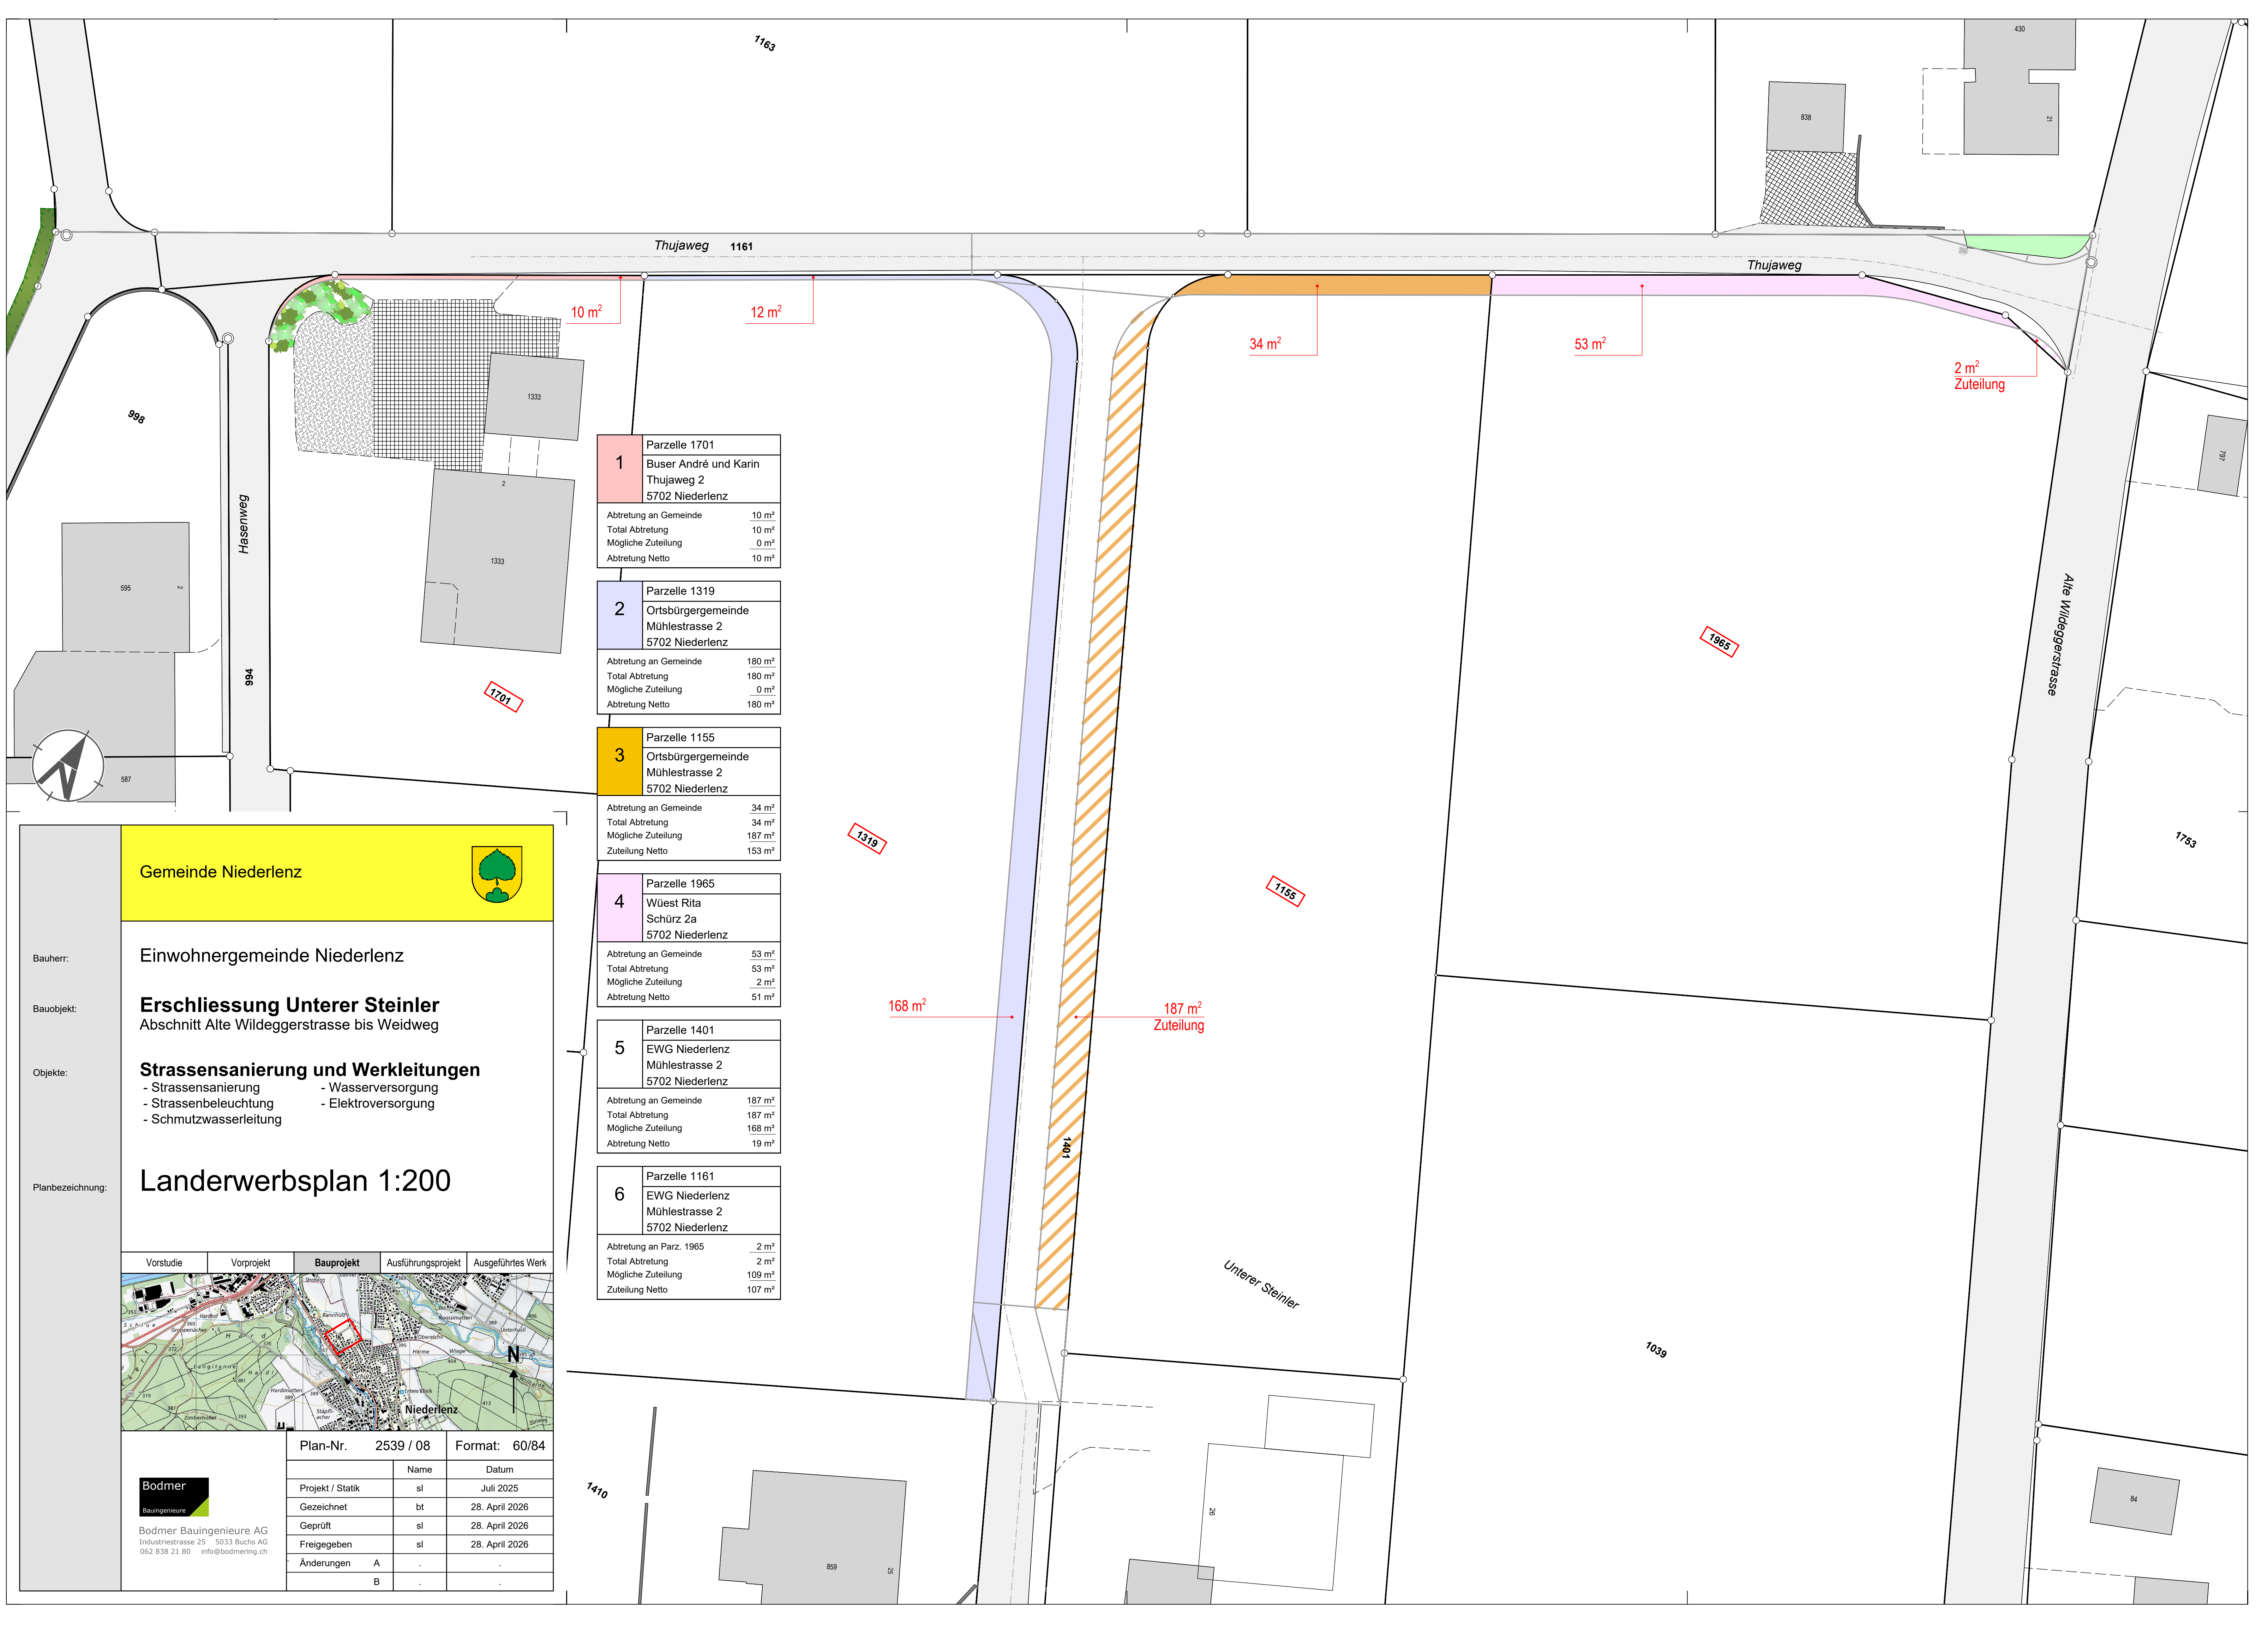 1163
430
21
838
Thujaweg 1161
Thujaweg
10 m²
12 m²
34 m²
53 m²
2 m²
Zuteilung
998
1333
2
1333
Hasenweg
994
595
2
587
797
Alte Wildeggerstrasse
1701
1319
1155
1965
1753
1
Parzelle 1701
Buser André und Karin
Thujaweg 2
5702 Niederlenz
Abtretung an Gemeinde 10 m²
Total Abtretung 10 m²
Mögliche Zuteilung 0 m²
Abtretung Netto 10 m²
2
Parzelle 1319
Ortsbürgergemeinde
Mühlestrasse 2
5702 Niederlenz
Abtretung an Gemeinde 180 m²
Total Abtretung 180 m²
Mögliche Zuteilung 0 m²
Abtretung Netto 180 m²
3
Parzelle 1155
Ortsbürgergemeinde
Mühlestrasse 2
5702 Niederlenz
Abtretung an Gemeinde 34 m²
Total Abtretung 34 m²
Mögliche Zuteilung 187 m²
Zuteilung Netto 153 m²
4
Parzelle 1965
Wüest Rita
Schürz 2a
5702 Niederlenz
Abtretung an Gemeinde 53 m²
Total Abtretung 53 m²
Mögliche Zuteilung 2 m²
Abtretung Netto 51 m²
5
Parzelle 1401
EWG Niederlenz
Mühlestrasse 2
5702 Niederlenz
Abtretung an Gemeinde 187 m²
Total Abtretung 187 m²
Mögliche Zuteilung 168 m²
Abtretung Netto 19 m²
6
Parzelle 1161
EWG Niederlenz
Mühlestrasse 2
5702 Niederlenz
Abtretung an Parz. 1965 2 m²
Total Abtretung 2 m²
Mögliche Zuteilung 109 m²
Zuteilung Netto 107 m²
168 m²
187 m²
Zuteilung
1401
Unterer Steinler
1039
1410
859
26
84
Gemeinde Niederlenz
Bauherr: Einwohnergemeinde Niederlenz
Bauobjekt: Erschliessung Unterer Steinler
Abschnitt Alte Wildeggerstrasse bis Weidweg
Objekte: Strassensanierung und Werkleitungen
- Strassensanierung - Wasserversorgung
- Strassenbeleuchtung - Elektroversorgung
- Schmutzwasserleitung
Planbezeichnung: Landerwerbsplan 1:200
Vorstudie Vorprojekt Bauprojekt Ausführungsprojekt Ausgeführtes Werk
Niederlenz
N
Plan-Nr. 2539 / 08 Format: 60/84
Name Datum
Projekt / Statik sl Juli 2025
Gezeichnet bt 28. April 2026
Geprüft sl 28. April 2026
Freigegeben sl 28. April 2026
Änderungen A . .
B . .
Bodmer
Bauingenieure
Bodmer Bauingenieure AG
Industriestrasse 25 5033 Buchs AG
062 838 21 80 info@bodmering.ch